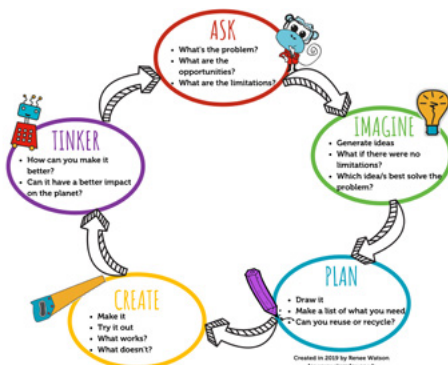 ASK
• What's the problem?
• What are the
opportunities?
• What are the limitations?
IMAGINE
• Generate ideas
• What if there were no
limitations?
• Which idea/s best solve the
problem?
PLAN
• Draw it
• Make a list of what you need
• Can you reuse or recycle?
CREATE
• Make it
• Try it out
• What works?
• What doesn't?
TINKER
• How can you make it
better?
• Can it have a better impact
on the planet?
Created in 2019 by Renee Watson